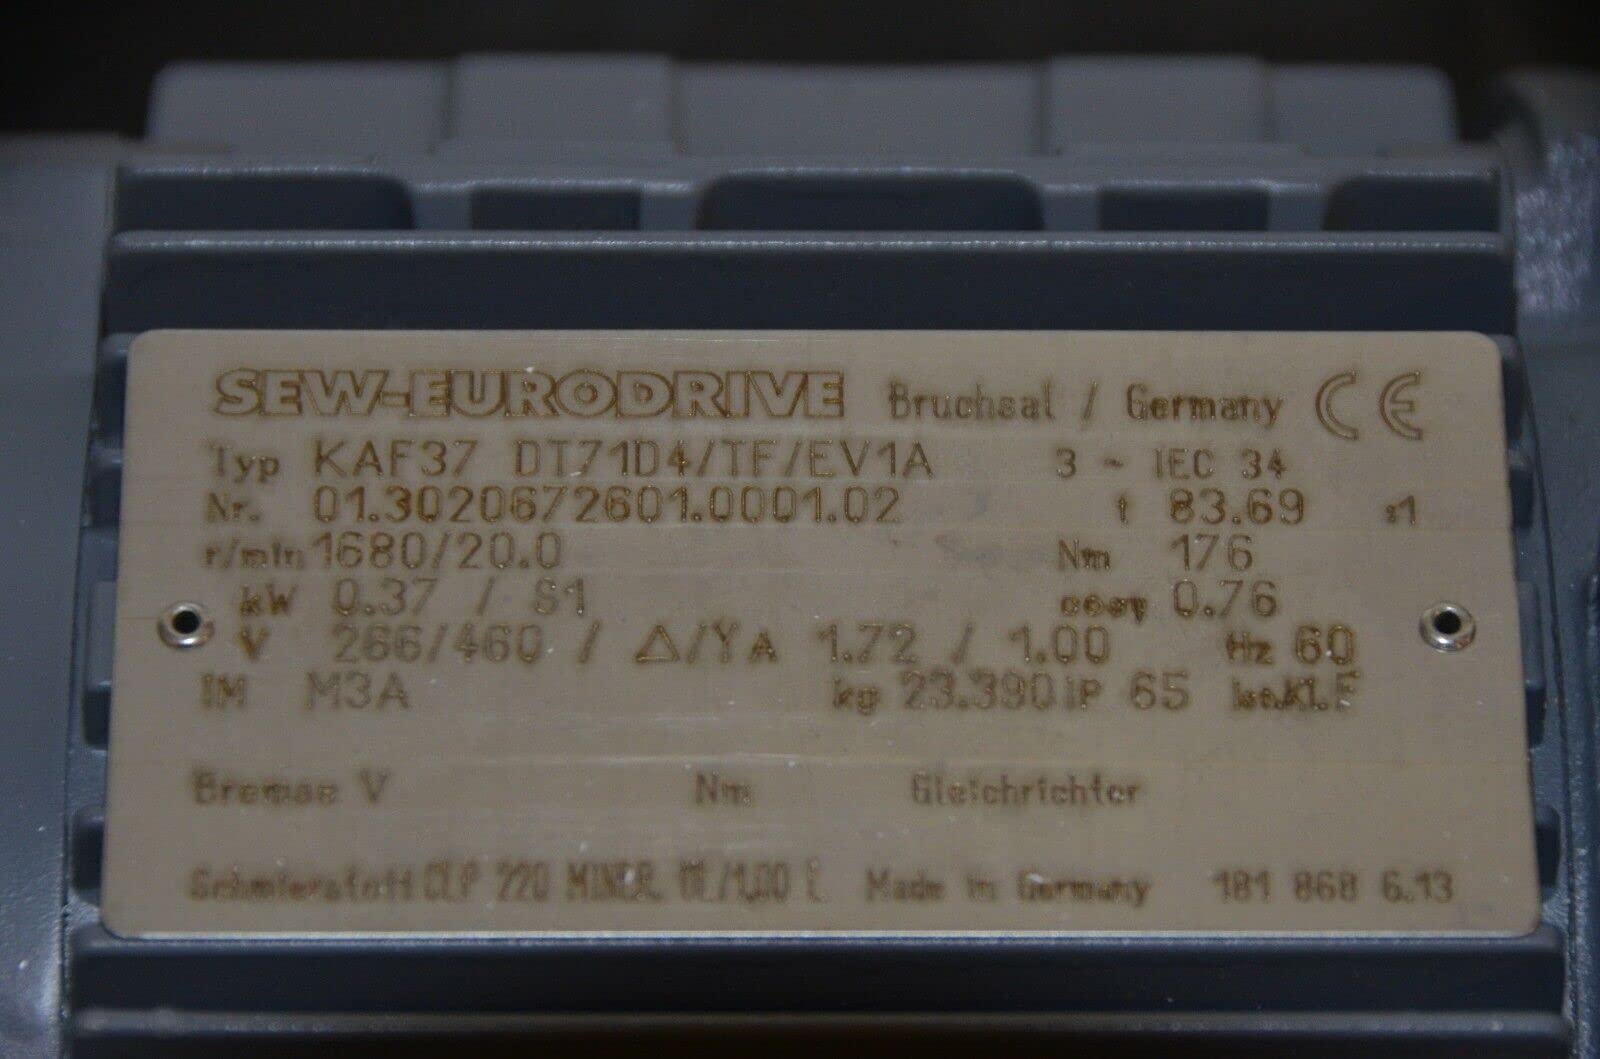 SEW-EURODRIVE Bruchsal / Germany CE
Typ KAF37 DT71D4/TF/EV1A 3 ~ IEC 34
Nr. 01.3020672601.0001.02 i 83.69 :1
r/min 1680/20.0 Nm 176
kW 0.37 / S1 cosφ 0.76
V 266/460 / Δ/Y A 1.72 / 1.00 Hz 60
IM M3A kg 23.390 IP 65 Iso.Kl. F
Bremse V Nm Gleichrichter
Schmierstoff CLP 220 MINER. ÖL/1,00 L Made in Germany 181 868 6.13